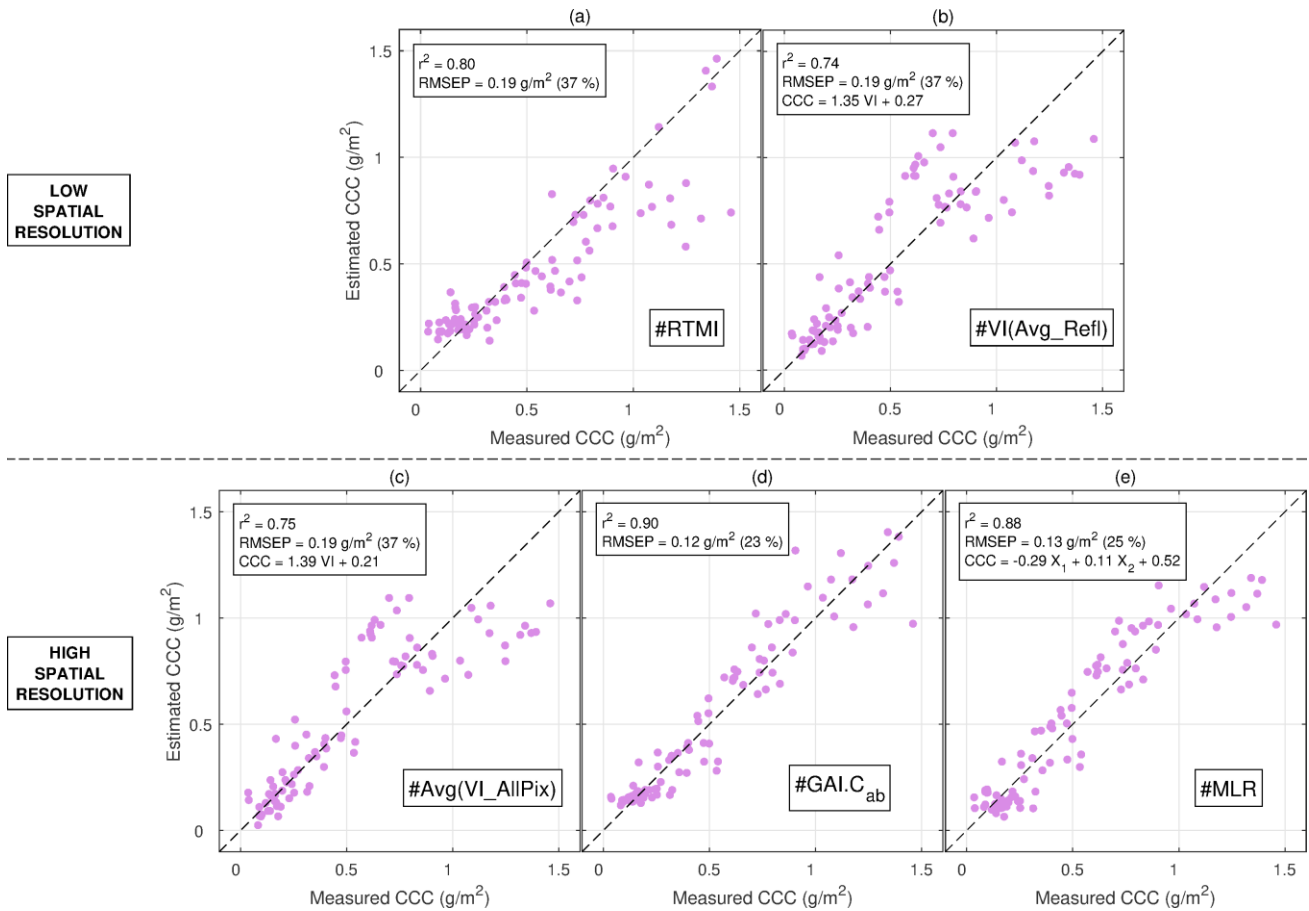 (a)
(b)
LOW
SPATIAL
RESOLUTION
Estimated CCC (g/m²)
1.5
1
0.5
0
r² = 0.80
RMSEP = 0.19 g/m² (37 %)
#RTMI
0 0.5 1 1.5
Measured CCC (g/m²)
r² = 0.74
RMSEP = 0.19 g/m² (37 %)
CCC = 1.35 VI + 0.27
#VI(Avg_Refl)
0 0.5 1 1.5
Measured CCC (g/m²)
HIGH
SPATIAL
RESOLUTION
(c)
(d)
(e)
Estimated CCC (g/m²)
1.5
1
0.5
0
r² = 0.75
RMSEP = 0.19 g/m² (37 %)
CCC = 1.39 VI + 0.21
#Avg(VI_AllPix)
0 0.5 1 1.5
Measured CCC (g/m²)
r² = 0.90
RMSEP = 0.12 g/m² (23 %)
#GAI.Cab
0 0.5 1 1.5
Measured CCC (g/m²)
r² = 0.88
RMSEP = 0.13 g/m² (25 %)
CCC = -0.29 X₁ + 0.11 X₂ + 0.52
#MLR
0 0.5 1 1.5
Measured CCC (g/m²)